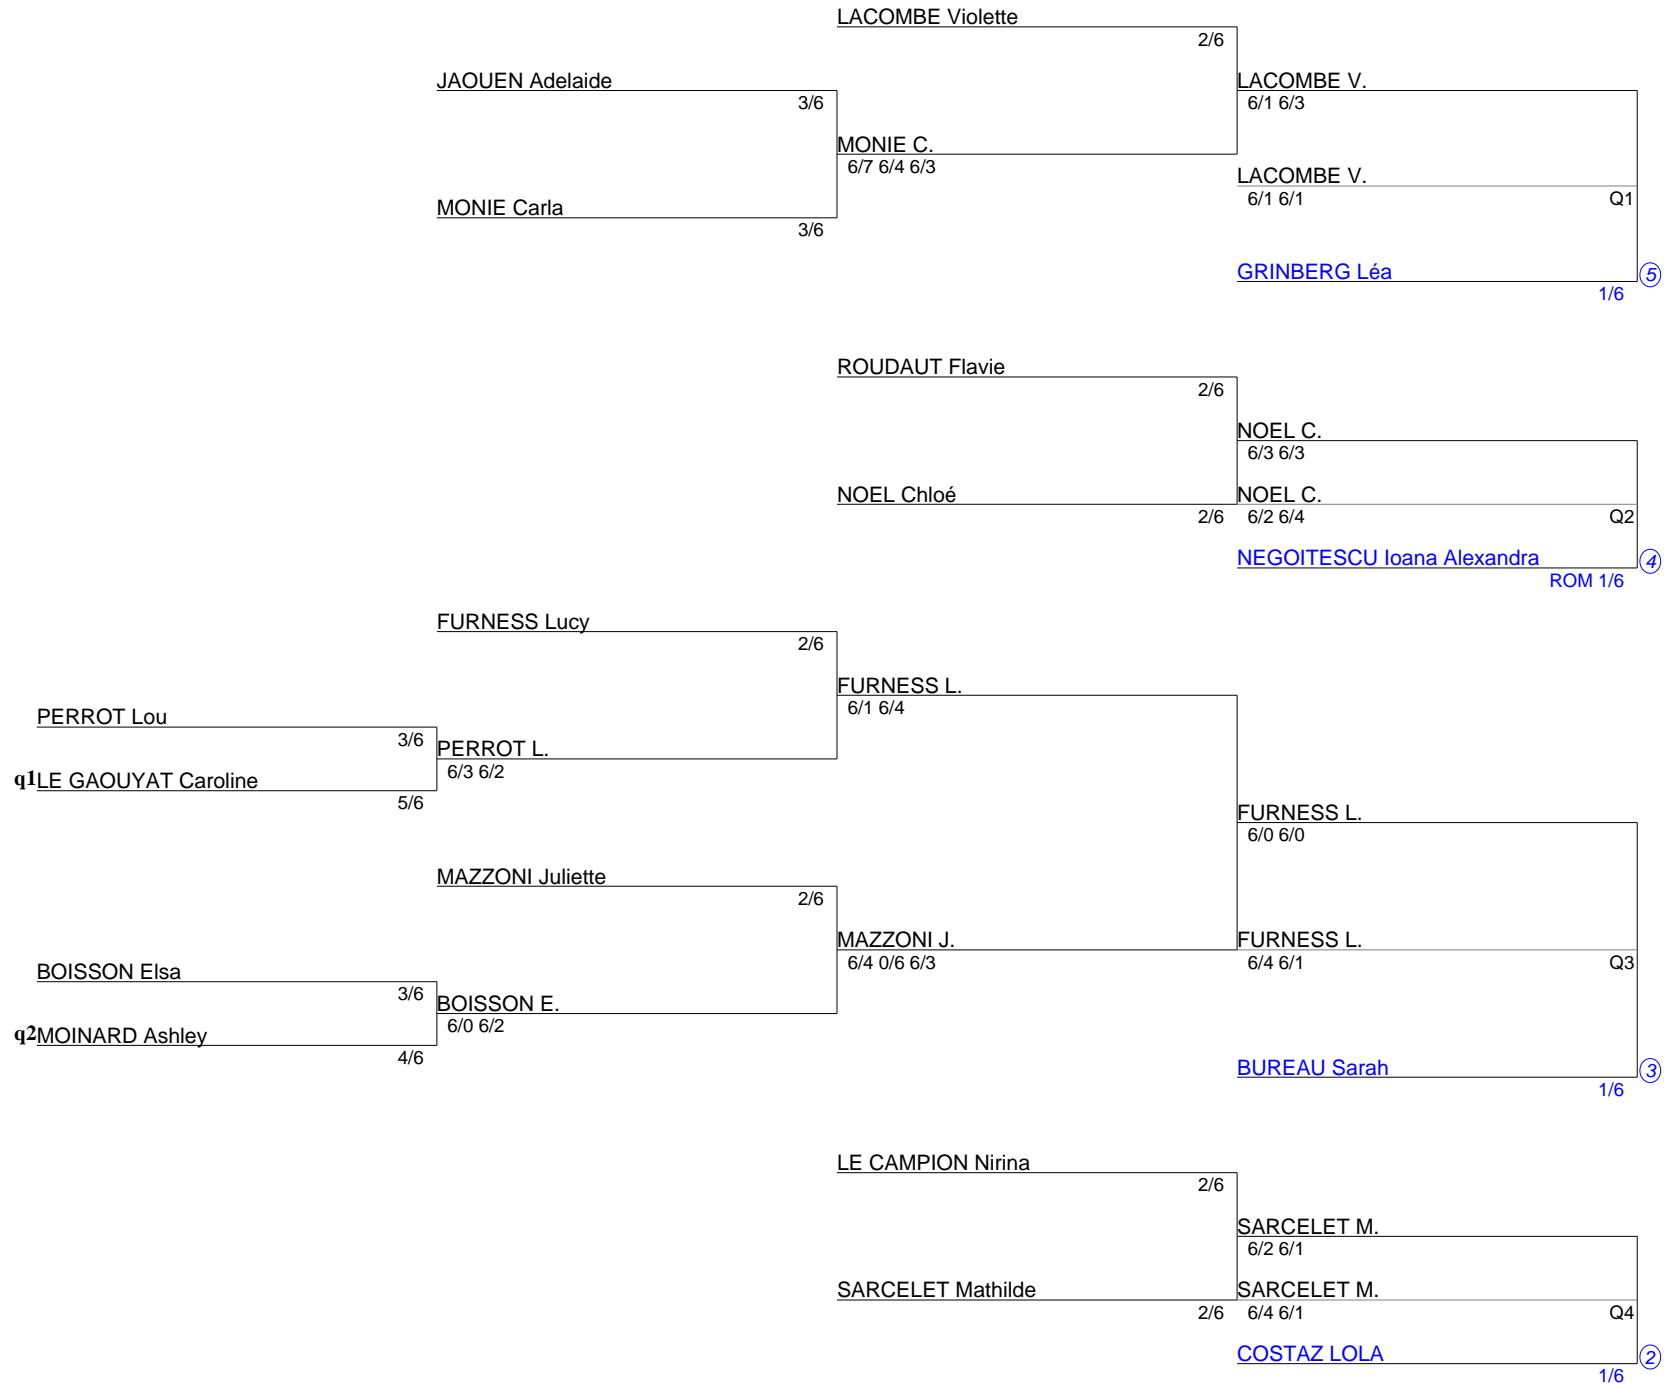 LACOMBE Violette
2/6
JAOUEN Adelaide
3/6
LACOMBE V.
6/1 6/3
MONIE C.
6/7 6/4 6/3
LACOMBE V.
6/1 6/1 Q1
MONIE Carla
3/6
GRINBERG Léa 5
1/6
ROUDAUT Flavie
2/6
NOEL C.
6/3 6/3
NOEL Chloé
2/6
NOEL C.
6/2 6/4 Q2
NEGOITESCU Ioana Alexandra 4
ROM 1/6
FURNESS Lucy
2/6
FURNESS L.
6/1 6/4
PERROT Lou
3/6
PERROT L.
6/3 6/2
q1 LE GAOUYAT Caroline
5/6
FURNESS L.
6/0 6/0
MAZZONI Juliette
2/6
MAZZONI J.
6/4 0/6 6/3
FURNESS L.
6/4 6/1 Q3
BOISSON Elsa
3/6
BOISSON E.
6/0 6/2
q2 MOINARD Ashley
4/6
BUREAU Sarah 3
1/6
LE CAMPION Nirina
2/6
SARCELET M.
6/2 6/1
SARCELET Mathilde
2/6
SARCELET M.
6/4 6/1 Q4
COSTAZ LOLA 2
1/6